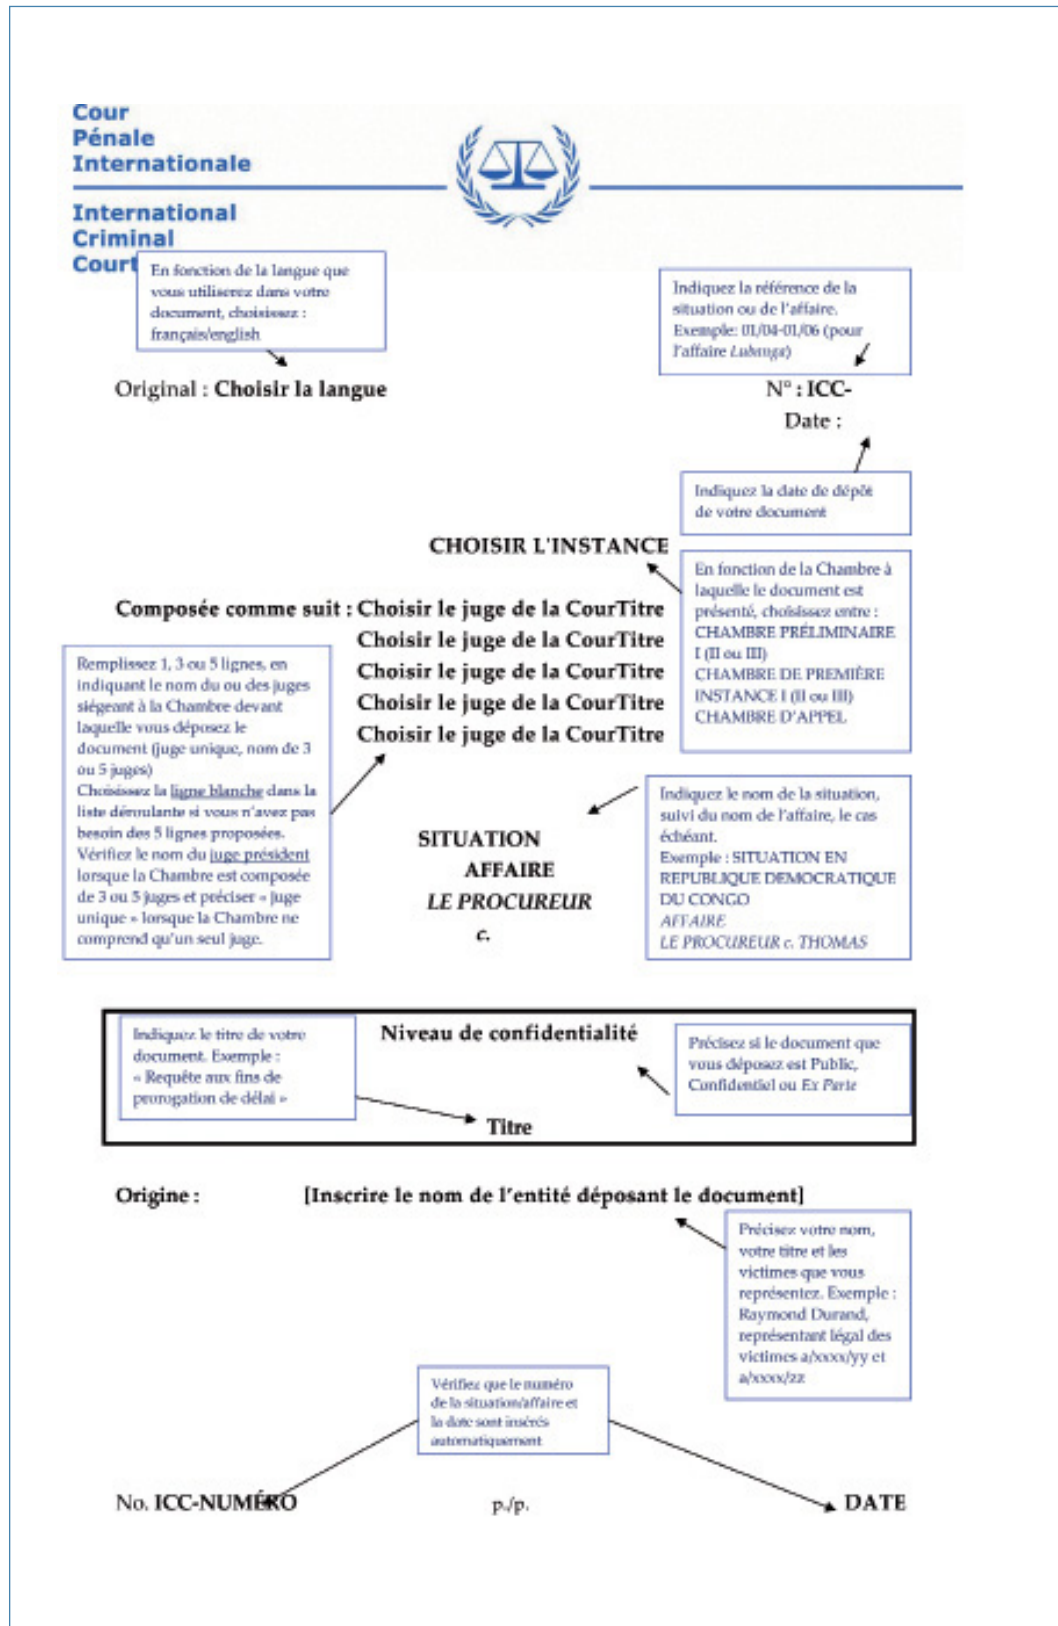 Cour
Pénale
Internationale
International
Criminal
Court
En fonction de la langue que
vous utiliserez dans votre
document, choisissez :
français/english
Indiquez la référence de la
situation ou de l'affaire.
Exemple: 01/04-01/06 (pour
l'affaire Lubanga)
Original : Choisir la langue
N° : ICC-
Date :
Indiquez la date de dépôt
de votre document
CHOISIR L'INSTANCE
En fonction de la Chambre à
laquelle le document est
présenté, choisissez entre :
CHAMBRE PRÉLIMINAIRE
I (II ou III)
CHAMBRE DE PREMIÈRE
INSTANCE I (II ou III)
CHAMBRE D'APPEL
Composée comme suit : Choisir le juge de la CourTitre
Choisir le juge de la CourTitre
Choisir le juge de la CourTitre
Choisir le juge de la CourTitre
Choisir le juge de la CourTitre
Remplissez 1, 3 ou 5 lignes, en
indiquant le nom du ou des juges
siégeant à la Chambre devant
laquelle vous déposez le
document (juge unique, nom de 3
ou 5 juges)
Choisissez la ligne blanche dans la
liste déroulante si vous n'avez pas
besoin des 5 lignes proposées.
Vérifiez le nom du juge président
lorsque la Chambre est composée
de 3 ou 5 juges et préciser « juge
unique » lorsque la Chambre ne
comprend qu'un seul juge.
SITUATION
AFFAIRE
LE PROCUREUR
c.
Indiquez le nom de la situation,
suivi du nom de l'affaire, le cas
échéant.
Exemple : SITUATION EN
REPUBLIQUE DEMOCRATIQUE
DU CONGO
AFFAIRE
LE PROCUREUR c. THOMAS
Indiquez le titre de votre
document. Exemple :
« Requête aux fins de
prorogation de délai »
Niveau de confidentialité
Précisez si le document que
vous déposez est Public,
Confidentiel ou Ex Parte
Titre
Origine : [Inscrire le nom de l'entité déposant le document]
Précisez votre nom,
votre titre et les
victimes que vous
représentez. Exemple :
Raymond Durand,
représentant légal des
victimes a/xxxx/yy et
a/xxxx/zz
Vérifiez que le numéro
de la situation/affaire et
la date sont insérés
automatiquement
No. ICC-NUMÉRO p./p. DATE